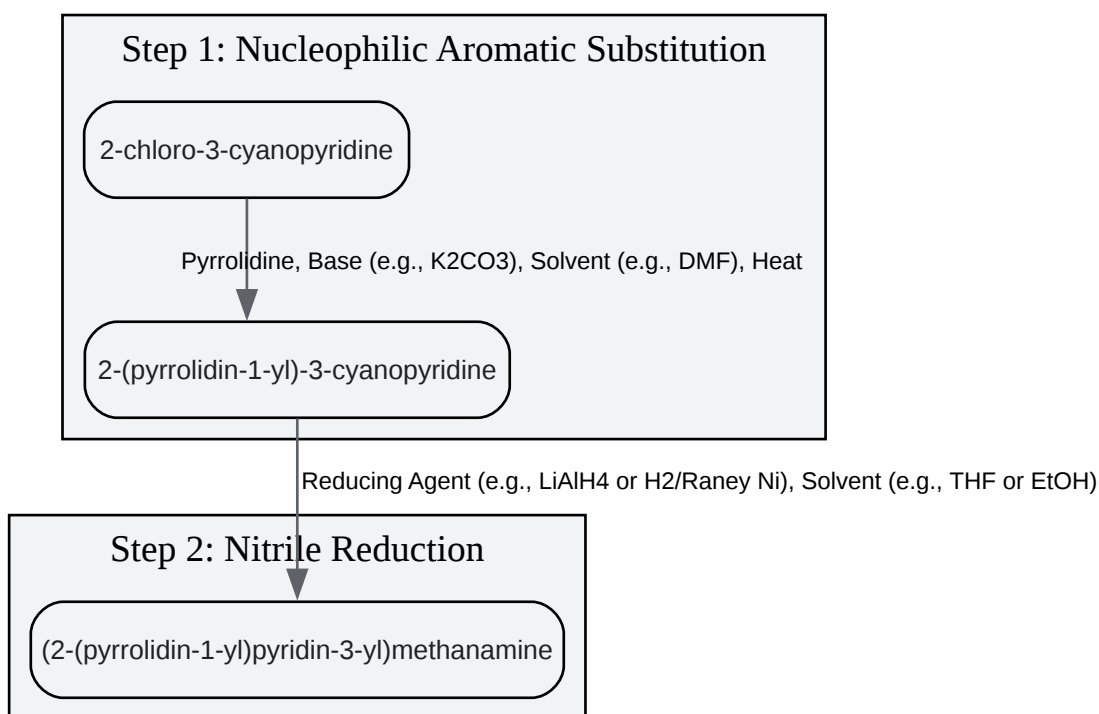 Step 1: Nucleophilic Aromatic Substitution
2-chloro-3-cyanopyridine
Pyrrolidine, Base (e.g., K2CO3), Solvent (e.g., DMF), Heat
2-(pyrrolidin-1-yl)-3-cyanopyridine
Reducing Agent (e.g., LiAlH4 or H2/Raney Ni), Solvent (e.g., THF or EtOH)
Step 2: Nitrile Reduction
(2-(pyrrolidin-1-yl)pyridin-3-yl)methanamine